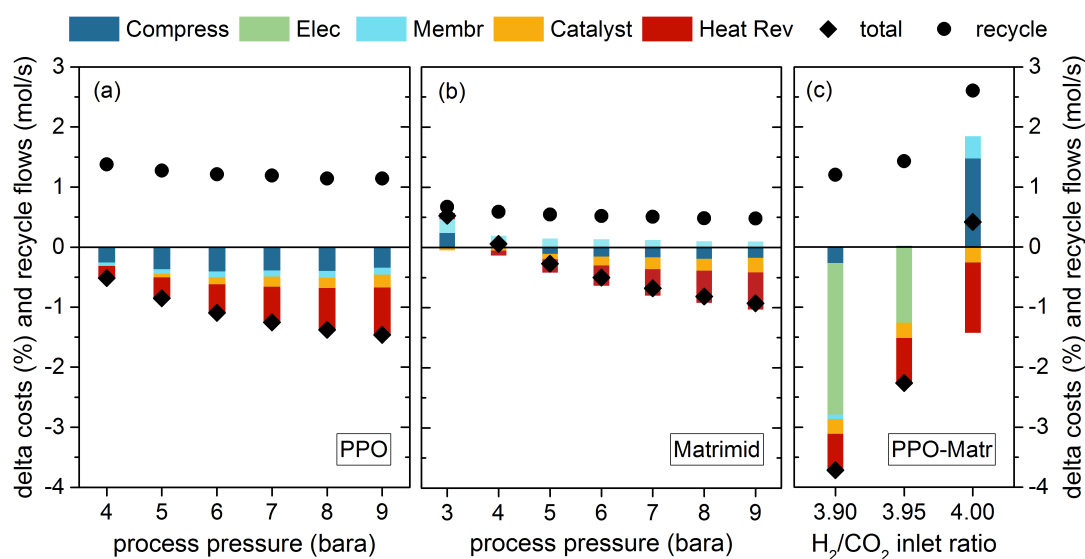 Compress Elec Membr Catalyst Heat Rev total recycle
delta costs (%) and recycle flows (mol/s)
3
2
1
0
-1
-2
-3
-4
(a)
PPO
4 5 6 7 8 9
process pressure (bara)
(b)
Matrimid
3 4 5 6 7 8 9
process pressure (bara)
(c)
PPO-Matr
3.90 3.95 4.00
H2/CO2 inlet ratio
3
2
1
0
-1
-2
-3
-4
delta costs (%) and recycle flows (mol/s)